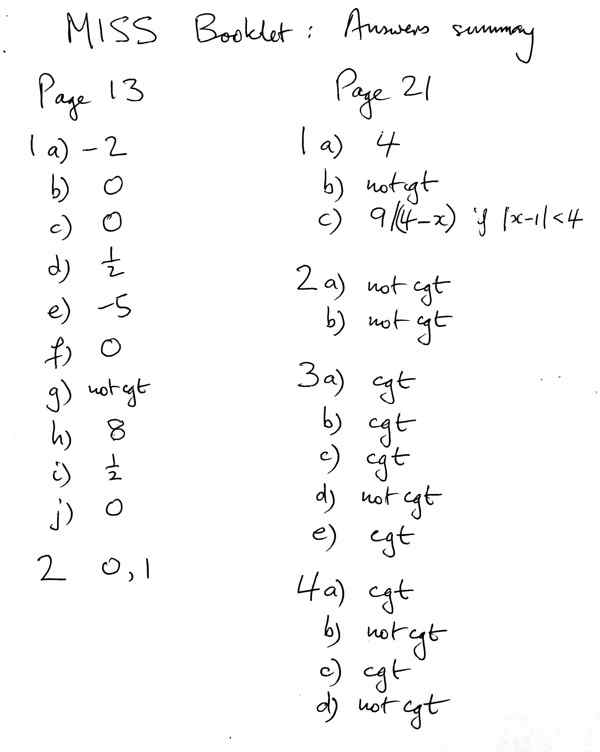 MISS Booklet: Answers summary
Page 13
1 a) -2
b) 0
c) 0
d) 1/2
e) -5
f) 0
g) not cgt
h) 8
i) 1/2
j) 0
2 0, 1
Page 21
1 a) 4
b) not cgt
c) 9/(4-x) if |x-1|<4
2 a) not cgt
b) not cgt
3 a) cgt
b) cgt
c) cgt
d) not cgt
e) cgt
4 a) cgt
b) not cgt
c) cgt
d) not cgt